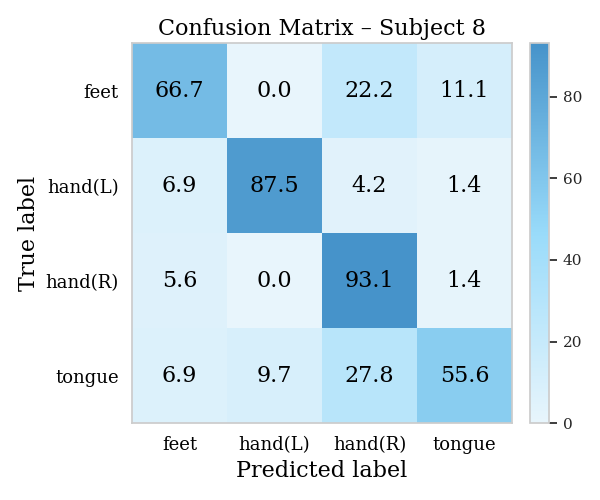 Confusion Matrix – Subject 8
feet 66.7 0.0 22.2 11.1
hand(L) 6.9 87.5 4.2 1.4
hand(R) 5.6 0.0 93.1 1.4
tongue 6.9 9.7 27.8 55.6
feet hand(L) hand(R) tongue
Predicted label
True label
80
60
40
20
0